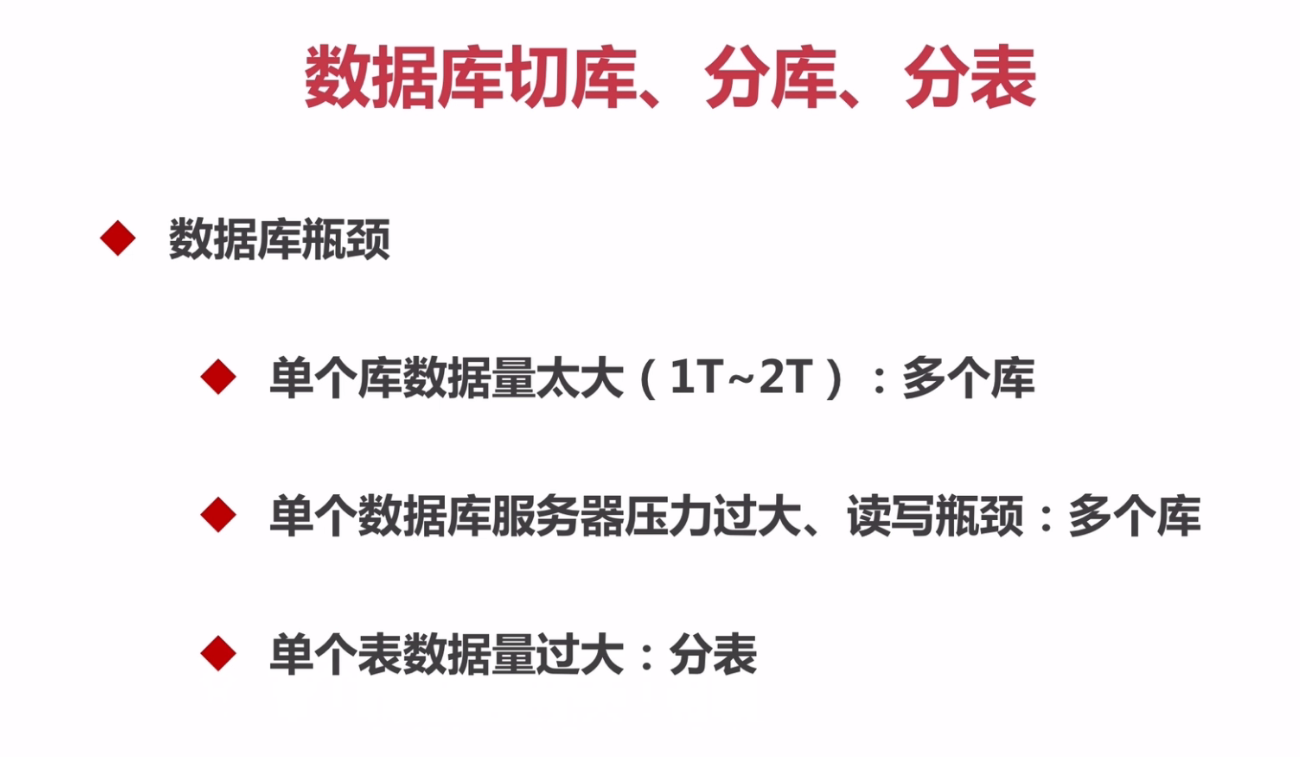 数据库切库、分库、分表
数据库瓶颈
单个库数据量太大（1T~2T）：多个库
单个数据库服务器压力过大、读写瓶颈：多个库
单个表数据量过大：分表